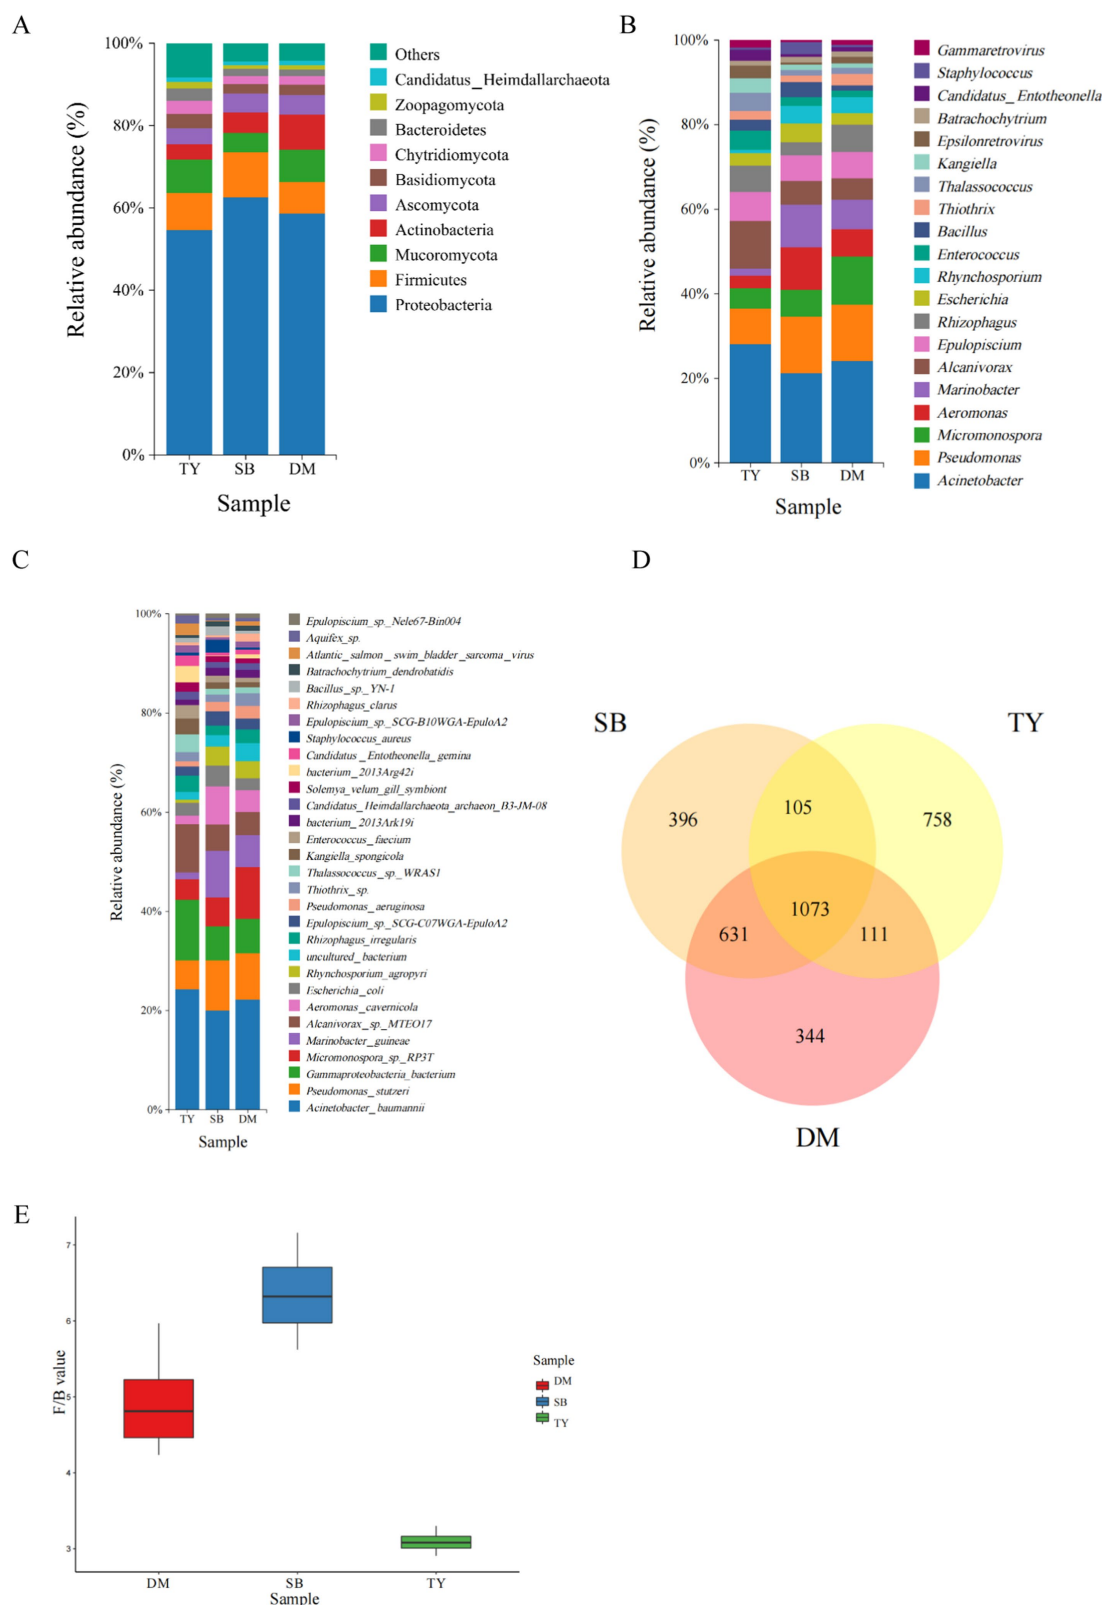 A
100%
80%
60%
40%
20%
0%
Relative abundance (%)
TY SB DM
Sample
Others
Candidatus_Heimdallarchaeota
Zoopagomycota
Bacteroidetes
Chytridiomycota
Basidiomycota
Ascomycota
Actinobacteria
Mucoromycota
Firmicutes
Proteobacteria
B
100%
80%
60%
40%
20%
0%
Relative abundance (%)
TY SB DM
Sample
Gammaretrovirus
Staphylococcus
Candidatus_Entotheonella
Batrachochytrium
Epsilonretrovirus
Kangiella
Thalassococcus
Thiothrix
Bacillus
Enterococcus
Rhynchosporium
Escherichia
Rhizophagus
Epulopiscium
Alcanivorax
Marinobacter
Aeromonas
Micromonospora
Pseudomonas
Acinetobacter
C
100%
80%
60%
40%
20%
0%
Relative abundance (%)
TY SB DM
Sample
Epulopiscium_sp._Nele67-Bin004
Aquifex_sp.
Atlantic_salmon_swim_bladder_sarcoma_virus
Batrachochytrium_dendrobatidis
Bacillus_sp._YN-1
Rhizophagus_clarus
Epulopiscium_sp._SCG-B10WGA-EpuloA2
Staphylococcus_aureus
Candidatus_Entotheonella_gemina
bacterium_2013Arg42i
Solemya_velum_gill_symbiont
Candidatus_Heimdallarchaeota_archaeon_B3-JM-08
bacterium_2013Ark19i
Enterococcus_faecium
Kangiella_spongicola
Thalassococcus_sp._WRAS1
Thiothrix_sp.
Pseudomonas_aeruginosa
Epulopiscium_sp._SCG-C07WGA-EpuloA2
Rhizophagus_irregularis
uncultured_bacterium
Rhynchosporium_agropyri
Escherichia_coli
Aeromonas_cavernicola
Alcanivorax_sp._MTEO17
Marinobacter_guineae
Micromonospora_sp._RP3T
Gammaproteobacteria_bacterium
Pseudomonas_stutzeri
Acinetobacter_baumannii
D
SB TY
396 105 758
1073
631 111
344
DM
E
7
6
5
4
3
F/B value
DM SB TY
Sample
Sample
DM
SB
TY